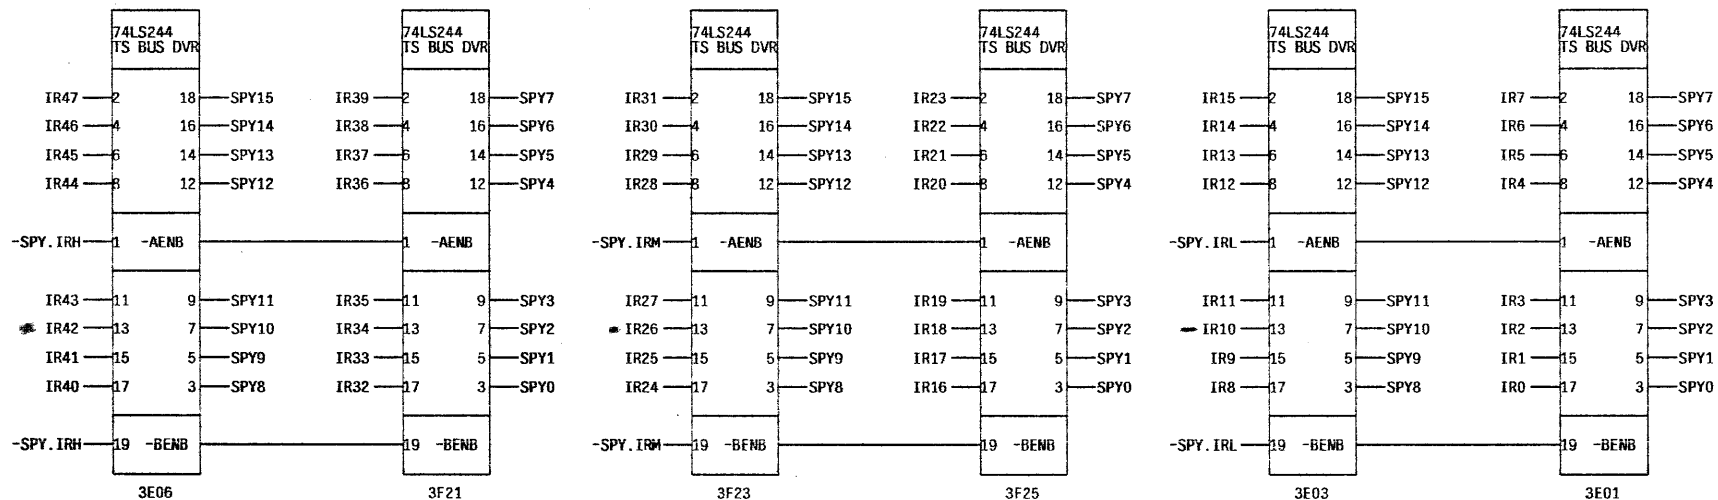 74LS244 74LS244 74LS244 74LS244 74LS244 74LS244
TS BUS DVR TS BUS DVR TS BUS DVR TS BUS DVR TS BUS DVR TS BUS DVR
IR47 2 18 SPY15 IR39 2 18 SPY7 IR31 2 18 SPY15 IR23 2 18 SPY7 IR15 2 18 SPY15 IR7 2 18 SPY7
IR46 4 16 SPY14 IR38 4 16 SPY6 IR30 4 16 SPY14 IR22 4 16 SPY6 IR14 4 16 SPY14 IR6 4 16 SPY6
IR45 6 14 SPY13 IR37 6 14 SPY5 IR29 6 14 SPY13 IR21 6 14 SPY5 IR13 6 14 SPY13 IR5 6 14 SPY5
IR44 8 12 SPY12 IR36 8 12 SPY4 IR28 8 12 SPY12 IR20 8 12 SPY4 IR12 8 12 SPY12 IR4 8 12 SPY4
-SPY.IRH 1 -AENB 1 -AENB -SPY.IRM 1 -AENB 1 -AENB -SPY.IRL 1 -AENB 1 -AENB
IR43 11 9 SPY11 IR35 11 9 SPY3 IR27 11 9 SPY11 IR19 11 9 SPY3 IR11 11 9 SPY11 IR3 11 9 SPY3
IR42 13 7 SPY10 IR34 13 7 SPY2 IR26 13 7 SPY10 IR18 13 7 SPY2 IR10 13 7 SPY10 IR2 13 7 SPY2
IR41 15 5 SPY9 IR33 15 5 SPY1 IR25 15 5 SPY9 IR17 15 5 SPY1 IR9 15 5 SPY9 IR1 15 5 SPY1
IR40 17 3 SPY8 IR32 17 3 SPY0 IR24 17 3 SPY8 IR16 17 3 SPY0 IR8 17 3 SPY8 IR0 17 3 SPY0
-SPY.IRH 19 -BENB 19 -BENB -SPY.IRM 19 -BENB 19 -BENB -SPY.IRL 19 -BENB 19 -BENB
3E06 3F21 3F23 3F25 3E03 3E01